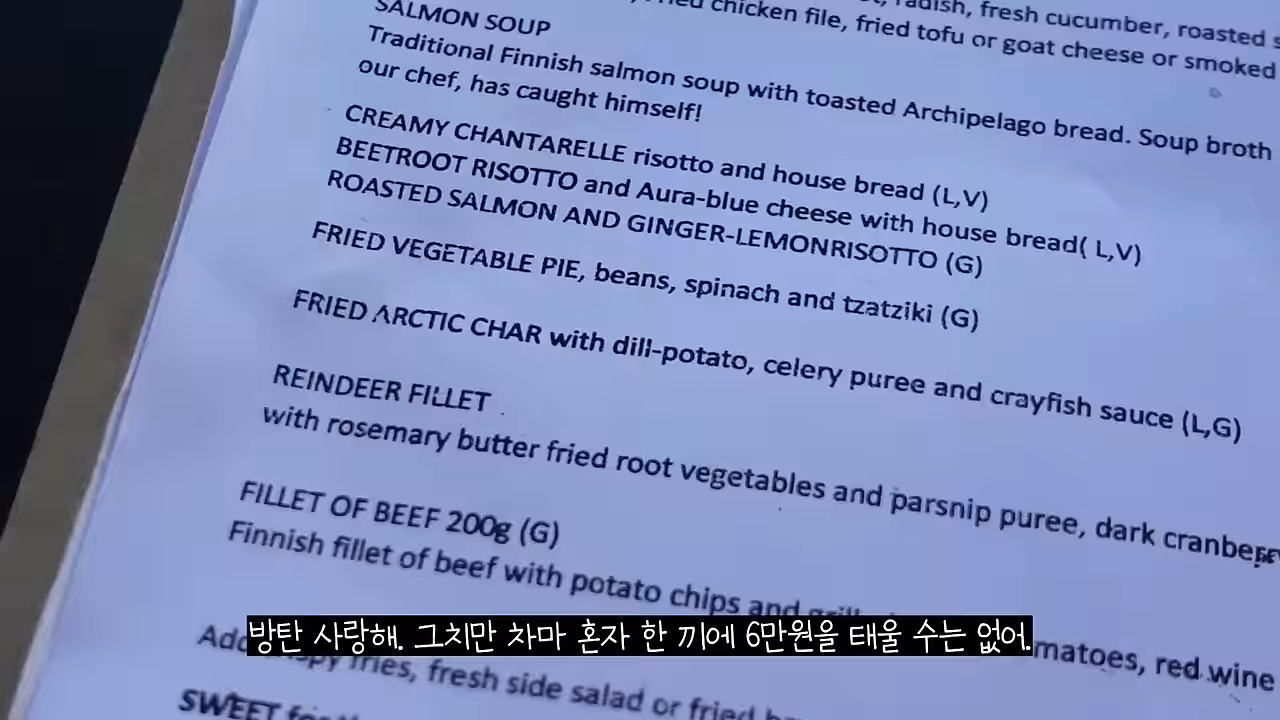 radish, fresh cucumber, roasted
chicken file, fried tofu or goat cheese or smoked
SALMON SOUP
Traditional Finnish salmon soup with toasted Archipelago bread. Soup broth
our chef, has caught himself!
CREAMY CHANTARELLE risotto and house bread (L,V)
BEETROOT RISOTTO and Aura-blue cheese with house bread( L,V)
ROASTED SALMON AND GINGER-LEMONRISOTTO (G)
FRIED VEGETABLE PIE, beans, spinach and tzatziki (G)
FRIED ARCTIC CHAR with dill-potato, celery puree and crayfish sauce (L,G)
REINDEER FILLET
with rosemary butter fried root vegetables and parsnip puree, dark
FILLET OF BEEF 200g (G)
Finnish fillet of beef with potato chips and
matoes, red wine
fries, fresh side salad or fried
SWEET
방탄 사랑해. 그치만 차마 혼자 한 끼에 6만원을 태울 수는 없어.